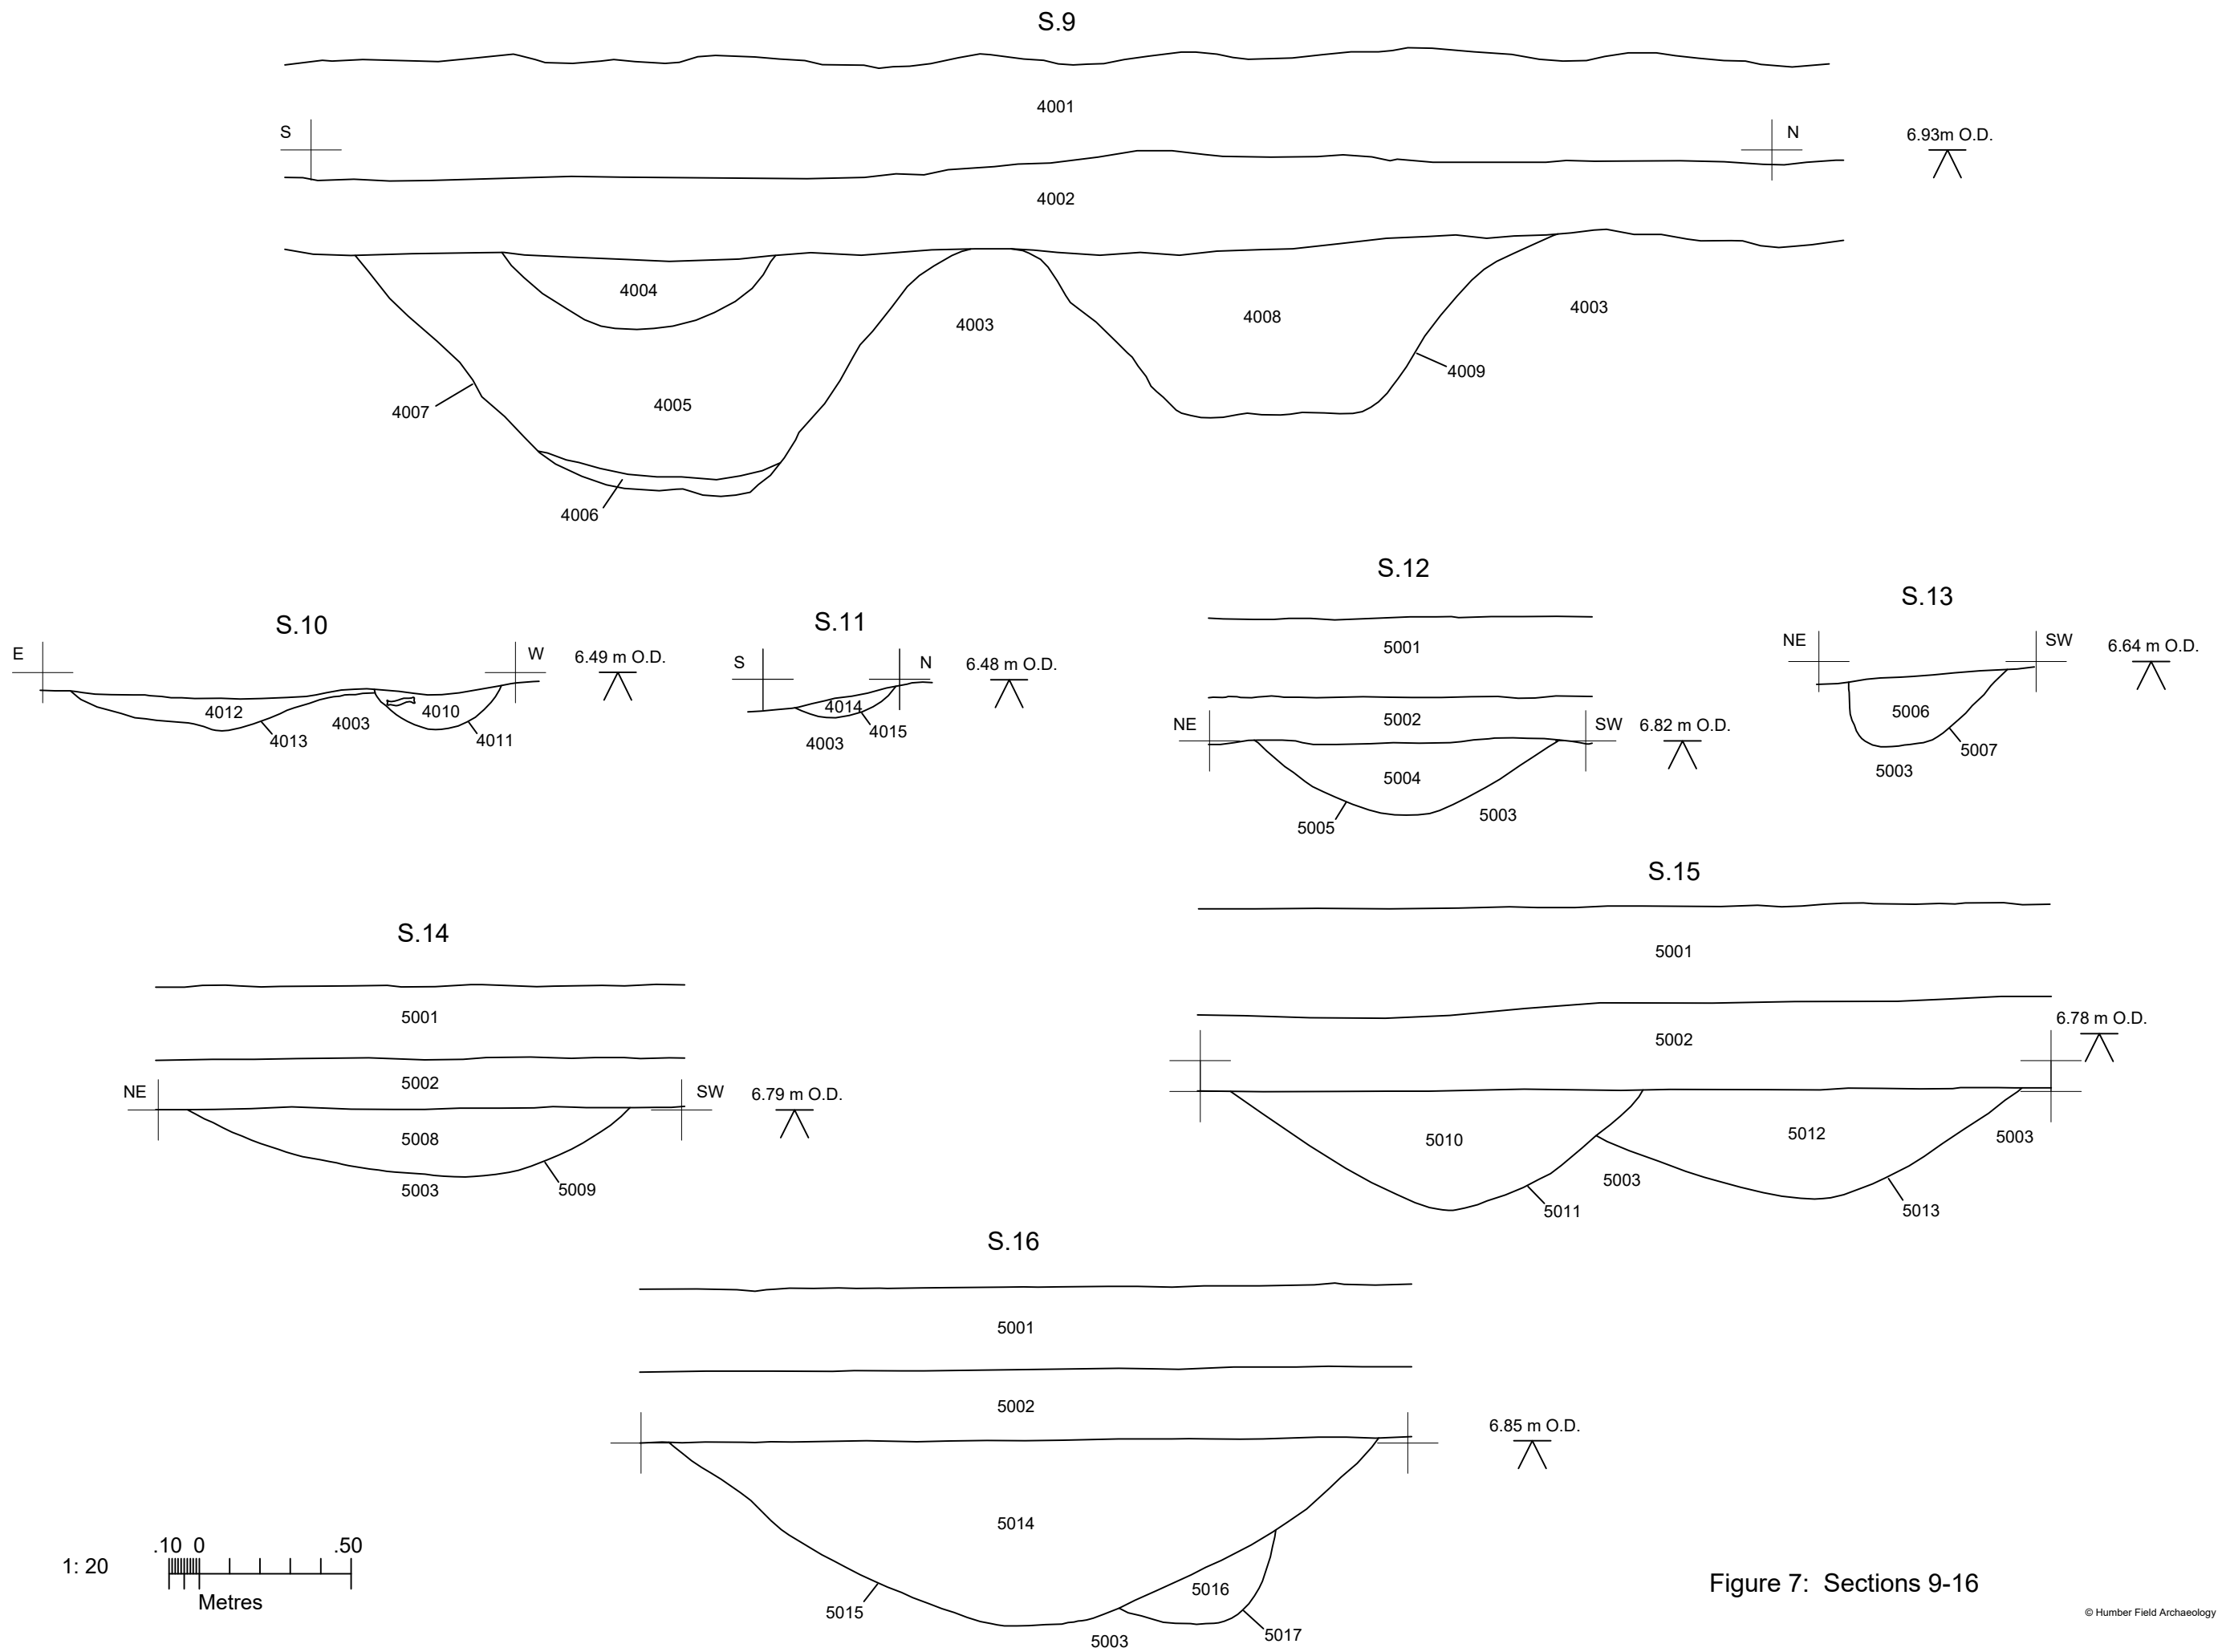 S.9
4001
S
N
6.93m O.D.
4002
4004
4003
4008
4003
4009
4007
4005
4006
S.10
E
W
6.49 m O.D.
4012
4003
4010
4013
4011
S.11
S
N
6.48 m O.D.
4014
4015
4003
S.12
5001
5002
NE
SW
6.82 m O.D.
5004
5005
5003
S.13
NE
SW
6.64 m O.D.
5006
5007
5003
S.14
5001
5002
NE
SW
6.79 m O.D.
5008
5003
5009
S.15
5001
5002
6.78 m O.D.
5010
5012
5003
5003
5011
5013
S.16
5001
5002
6.85 m O.D.
5014
5016
5015
5003
5017
1: 20
.10 0 .50
Metres
Figure 7: Sections 9-16
© Humber Field Archaeology